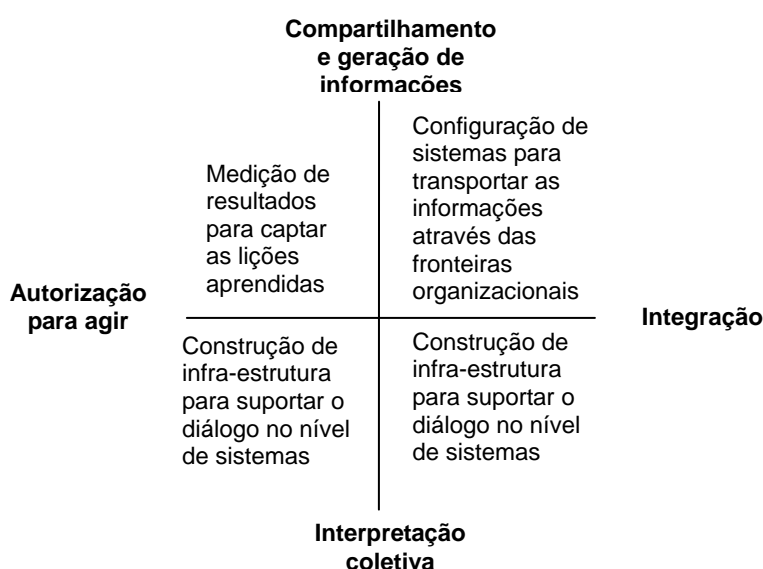 Compartilhamento
e geração de
informações
Medição de
resultados
para captar
as lições
aprendidas
Configuração de
sistemas para
transportar as
informações
através das
fronteiras
organizacionais
Autorização
para agir
Integração
Construção de
infra-estrutura
para suportar o
diálogo no nível
de sistemas
Construção de
infra-estrutura
para suportar o
diálogo no nível
de sistemas
Interpretação
coletiva